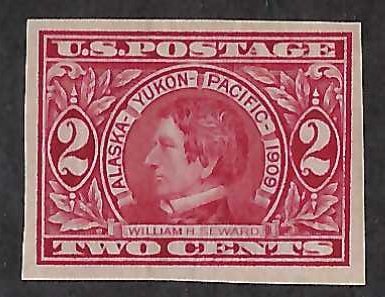 U.S. POSTAGE
ALASKA-YUKON-PACIFIC-1909
2 2
WILLIAM H. SEWARD
TWO CENTS